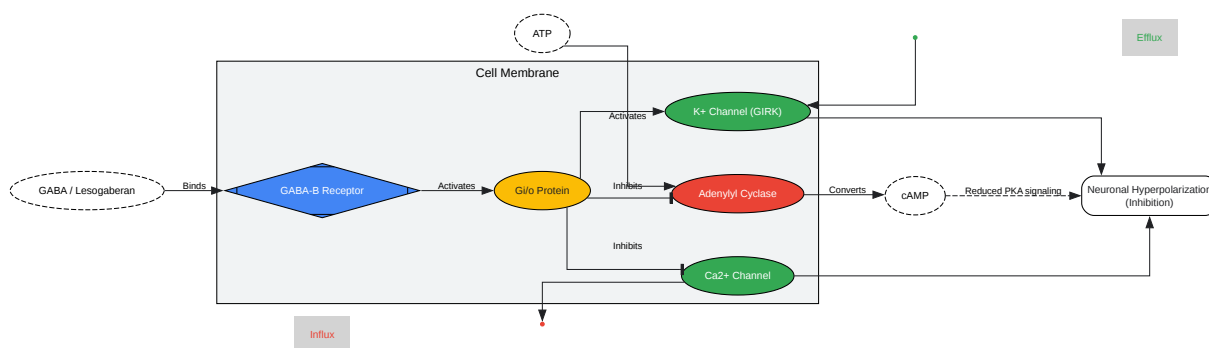 ATP
Efflux
Cell Membrane
K+ Channel (GIRK)
Activates
GABA / Lesogaberan
Binds
GABA-B Receptor
Activates
Gi/o Protein
Inhibits
Adenylyl Cyclase
Converts
cAMP
Reduced PKA signaling
Neuronal Hyperpolarization
(Inhibition)
Inhibits
Ca2+ Channel
Influx